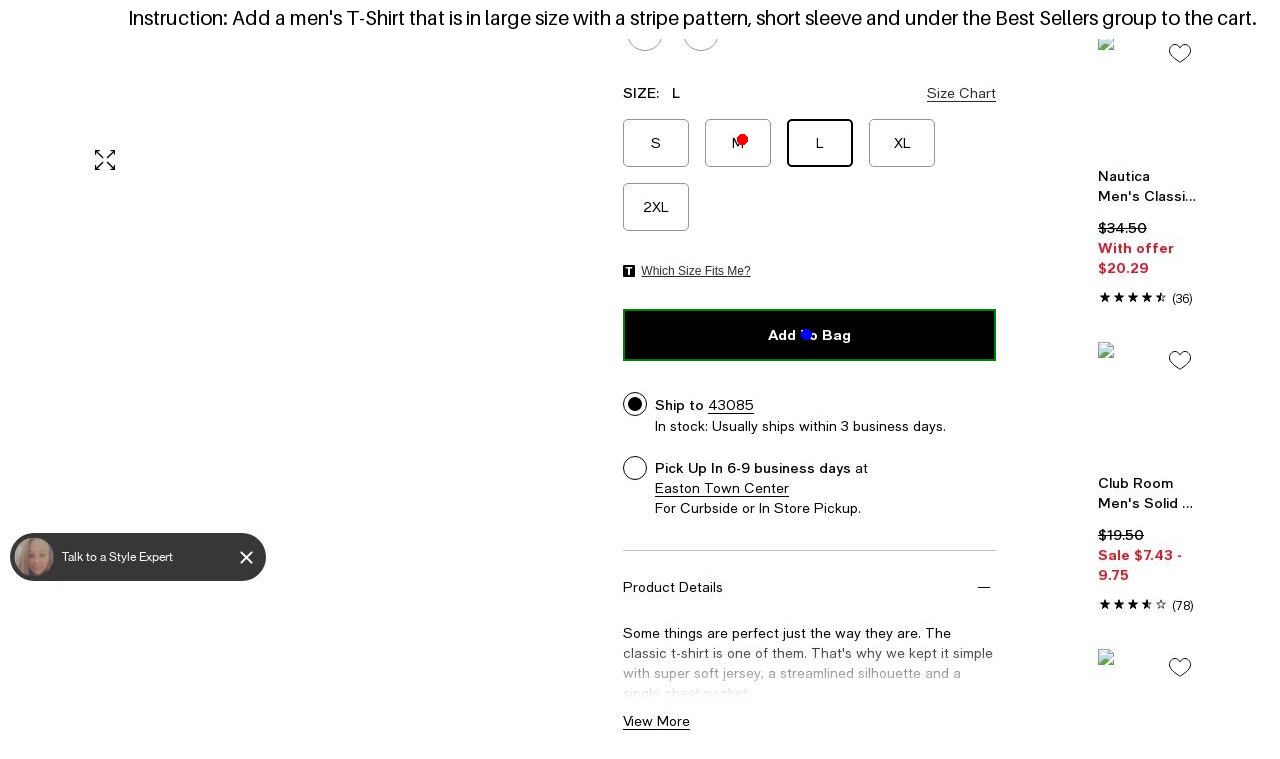 Instruction: Add a men's T-Shirt that is in large size with a stripe pattern, short sleeve and under the Best Sellers group to the cart.
SIZE: L
Size Chart
S
M
L
XL
2XL
T Which Size Fits Me?
Add To Bag
Ship to 43085
In stock: Usually ships within 3 business days.
Pick Up In 6-9 business days at
Easton Town Center
For Curbside or In Store Pickup.
Product Details
Some things are perfect just the way they are. The
classic t-shirt is one of them. That's why we kept it simple
with super soft jersey, a streamlined silhouette and a
single chest pocket.
View More
Talk to a Style Expert
Nautica
Men's Classi...
$34.50
With offer
$20.29
(36)
Club Room
Men's Solid ...
$19.50
Sale $7.43 -
9.75
(78)